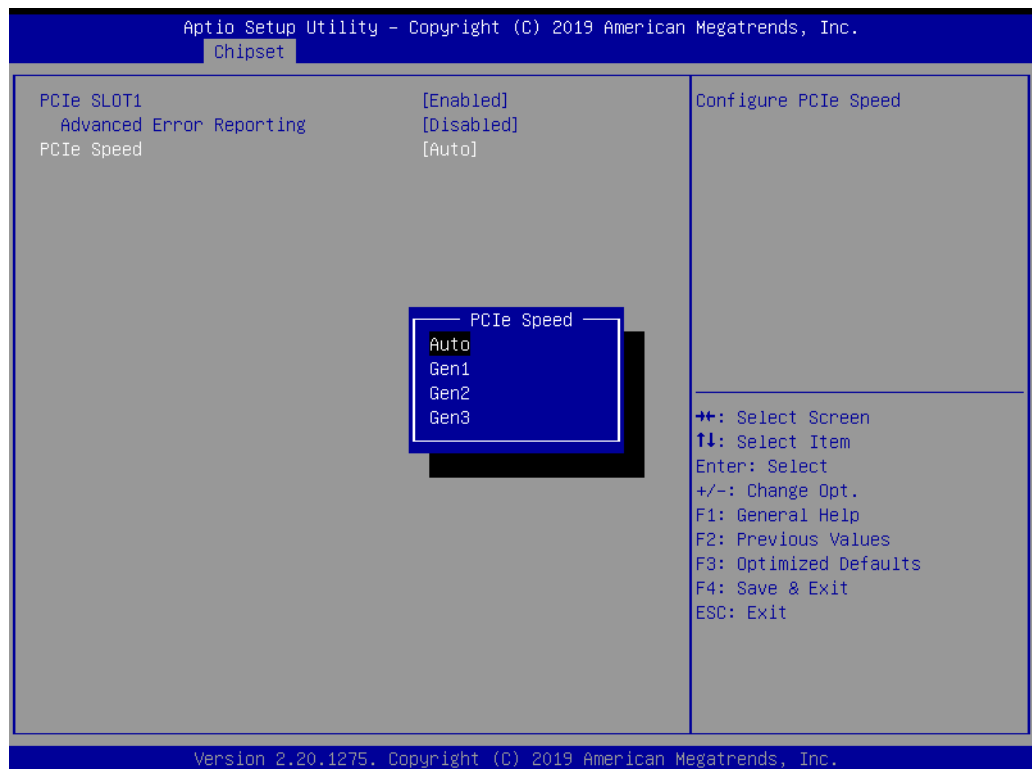 Aptio Setup Utility – Copyright (C) 2019 American Megatrends, Inc.
Chipset
PCIe SLOT1 [Enabled]
Advanced Error Reporting [Disabled]
PCIe Speed [Auto]
Configure PCIe Speed
PCIe Speed
Auto
Gen1
Gen2
Gen3
→←: Select Screen
↑↓: Select Item
Enter: Select
+/-: Change Opt.
F1: General Help
F2: Previous Values
F3: Optimized Defaults
F4: Save & Exit
ESC: Exit
Version 2.20.1275. Copyright (C) 2019 American Megatrends, Inc.